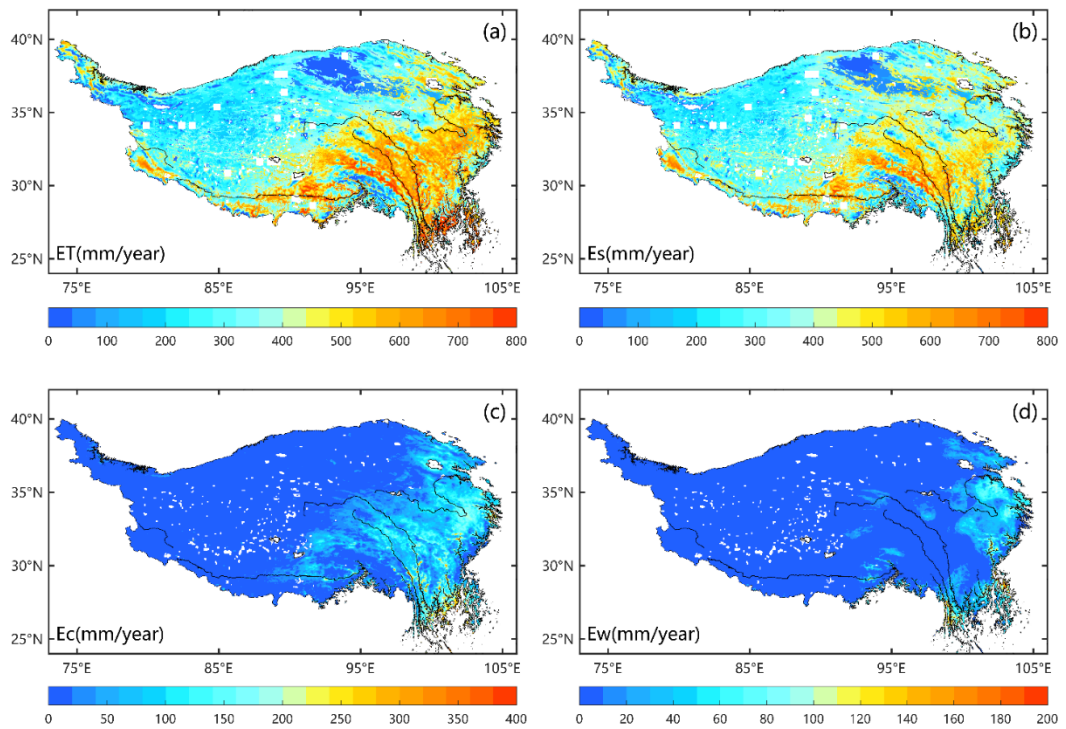 (a)
40°N
35°N
30°N
25°N
ET(mm/year)
75°E 85°E 95°E 105°E
0 100 200 300 400 500 600 700 800
(b)
40°N
35°N
30°N
25°N
Es(mm/year)
75°E 85°E 95°E 105°E
0 100 200 300 400 500 600 700 800
(c)
40°N
35°N
30°N
25°N
Ec(mm/year)
75°E 85°E 95°E 105°E
0 50 100 150 200 250 300 350 400
(d)
40°N
35°N
30°N
25°N
Ew(mm/year)
75°E 85°E 95°E 105°E
0 20 40 60 80 100 120 140 160 180 200